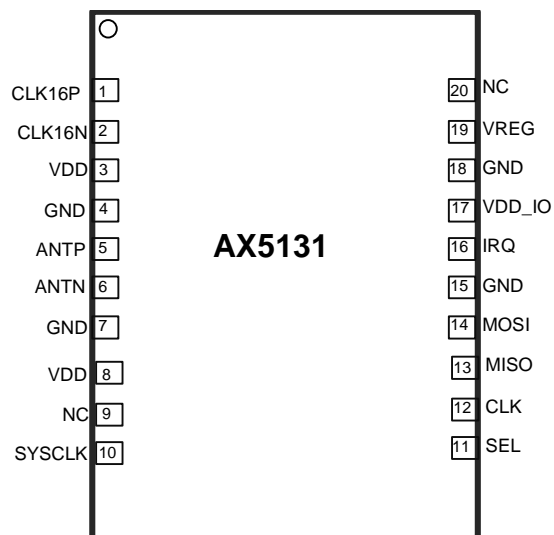 CLK16P 1 20 NC
CLK16N 2 19 VREG
VDD 3 18 GND
GND 4 17 VDD_IO
ANTP 5 AX5131 16 IRQ
ANTN 6 15 GND
GND 7 14 MOSI
VDD 8 13 MISO
NC 9 12 CLK
SYSCLK 10 11 SEL